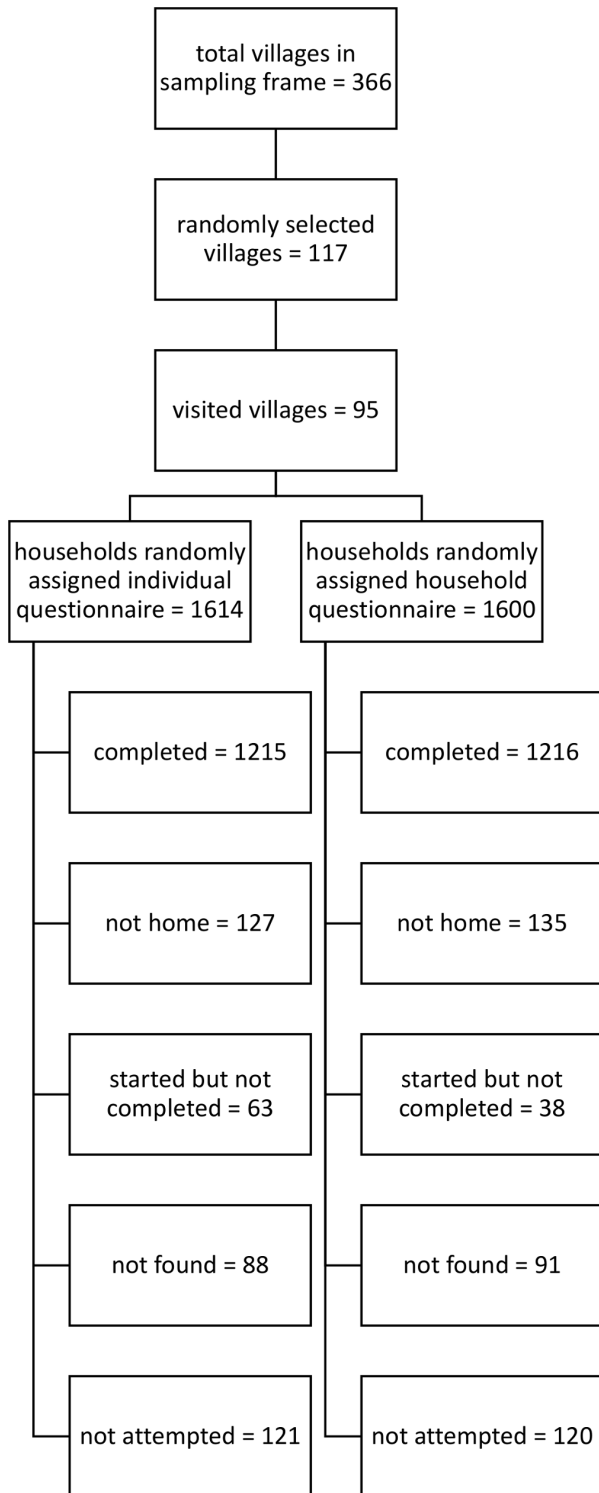 total villages in
sampling frame = 366
randomly selected
villages = 117
visited villages = 95
households randomly
assigned individual
questionnaire = 1614
households randomly
assigned household
questionnaire = 1600
completed = 1215
completed = 1216
not home = 127
not home = 135
started but not
completed = 63
started but not
completed = 38
not found = 88
not found = 91
not attempted = 121
not attempted = 120